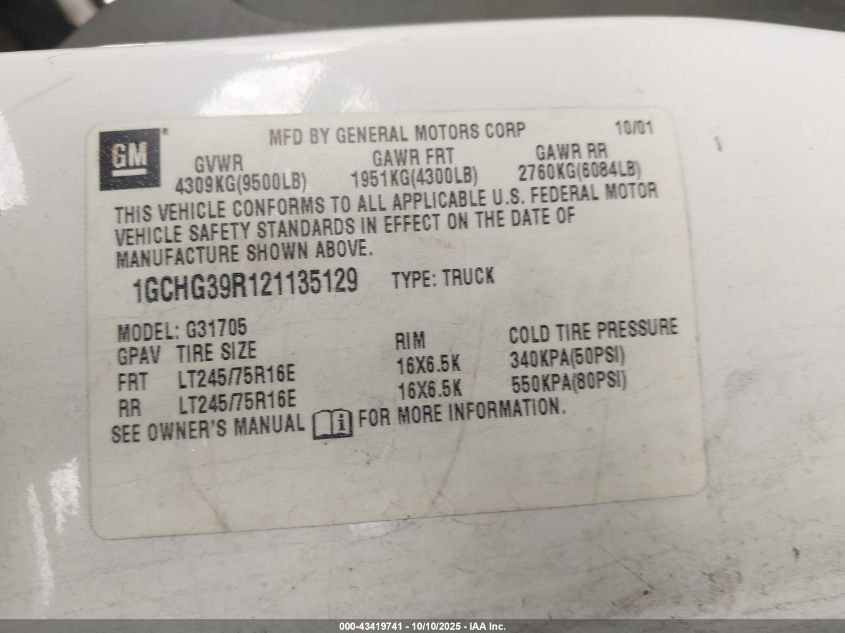 GM
®
MFD BY GENERAL MOTORS CORP 10/01
GVWR GAWR FRT GAWR RR
4309KG(9500LB) 1951KG(4300LB) 2760KG(6084LB)
THIS VEHICLE CONFORMS TO ALL APPLICABLE U.S. FEDERAL MOTOR
VEHICLE SAFETY STANDARDS IN EFFECT ON THE DATE OF
MANUFACTURE SHOWN ABOVE.
1GCHG39R121135129 TYPE: TRUCK
MODEL: G31705
GPAV TIRE SIZE RIM COLD TIRE PRESSURE
FRT LT245/75R16E 16X6.5K 340KPA(50PSI)
RR LT245/75R16E 16X6.5K 550KPA(80PSI)
SEE OWNER'S MANUAL i FOR MORE INFORMATION.
000-43419741 - 10/10/2025 - IAA Inc.